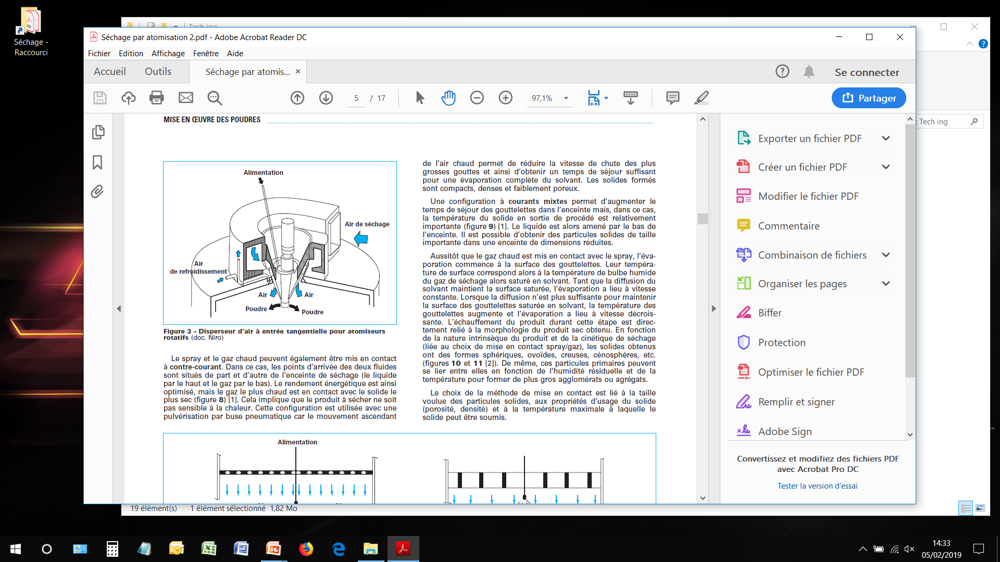 Séchage -
Raccourci
Tech ing
Séchage par atomisation 2.pdf - Adobe Acrobat Reader DC
Fichier Edition Affichage Fenêtre Aide
Accueil Outils Séchage par atomis... × Se connecter
5 / 17 97,1% Partager
Tech ing
MISE EN ŒUVRE DES POUDRES
Alimentation
Air de séchage
Air
de refroidissement
Air Air
Poudre Poudre
Figure 3 – Disperseur d’air à entrée tangentielle pour atomiseurs
rotatifs (doc. Niro)
Le spray et le gaz chaud peuvent également être mis en contact
à contre-courant. Dans ce cas, les points d’arrivée des deux fluides
sont situés de part et d’autre de l’enceinte de séchage (le liquide
par le haut et le gaz par le bas). Le rendement énergétique est ainsi
optimisé, mais le gaz le plus chaud est en contact avec le solide le
plus sec (figure 8) [1]. Cela implique que le produit à sécher ne soit
pas sensible à la chaleur. Cette configuration est utilisée avec une
pulvérisation par buse pneumatique car le mouvement ascendant
de l’air chaud permet de réduire la vitesse de chute des plus
grosses gouttes et ainsi d’obtenir un temps de séjour suffisant
pour une évaporation complète du solvant. Les solides formés
sont compacts, denses et faiblement poreux.
Une configuration à courants mixtes permet d’augmenter le
temps de séjour des gouttelettes dans l’enceinte mais, dans ce cas,
la température du solide en sortie de procédé est relativement
importante (figure 9) [1]. Le liquide est alors amené par le bas de
l’enceinte. Il est possible d’obtenir des particules solides de taille
importante dans une enceinte de dimensions réduites.
Aussitôt que le gaz chaud est mis en contact avec le spray, l’éva-
poration commence à la surface des gouttelettes. Leur tempéra-
ture de surface correspond alors à la température de bulbe humide
du gaz de séchage alors saturé en solvant. Tant que la diffusion du
solvant maintient la surface saturée, l’évaporation a lieu à vitesse
constante. Lorsque la diffusion n’est plus suffisante pour maintenir
la surface des gouttelettes saturée en solvant, la température des
gouttelettes augmente et l’évaporation a lieu à vitesse décrois-
sante. L’échauffement du produit durant cette étape est direc-
tement relié à la morphologie du produit sec obtenu. En fonction
de la nature intrinsèque du produit et de la cinétique de séchage
(liée au choix de mise en contact spray/gaz), les solides obtenus
ont des formes sphériques, ovoïdes, creuses, cénosphères, etc.
(figures 10 et 11 [2]). De même, ces particules primaires peuvent
se lier entre elles en fonction de l’humidité résiduelle et de la
température pour former de plus gros agglomérats ou agrégats.
Le choix de la méthode de mise en contact est lié à la taille
voulue des particules solides, aux propriétés d’usage du solide
(porosité, densité) et à la température maximale à laquelle le
solide peut être soumis.
Alimentation
Exporter un fichier PDF
Créer un fichier PDF
Modifier le fichier PDF
Commentaire
Combinaison de fichiers
Organiser les pages
Biffer
Protection
Optimiser le fichier PDF
Remplir et signer
Adobe Sign
Convertissez et modifiez des fichiers PDF
avec Acrobat Pro DC
Tester la version d'essai
19 élément(s) 1 élément sélectionné 1,82 Mo
14:33
05/02/2019